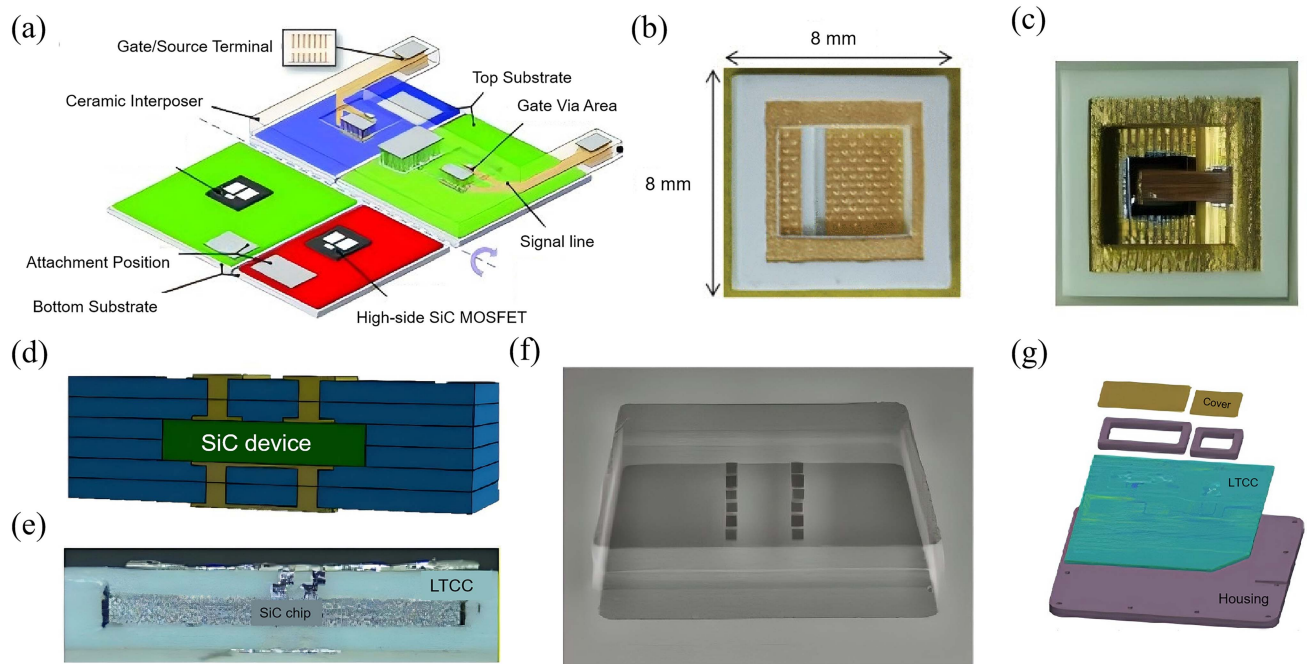 (a)
Gate/Source Terminal
Ceramic Interposer
Top Substrate
Gate Via Area
Signal line
Attachment Position
Bottom Substrate
High-side SiC MOSFET
(b)
8 mm
8 mm
(c)
(d)
SiC device
(e)
LTCC
SiC chip
(f)
(g)
Cover
LTCC
Housing